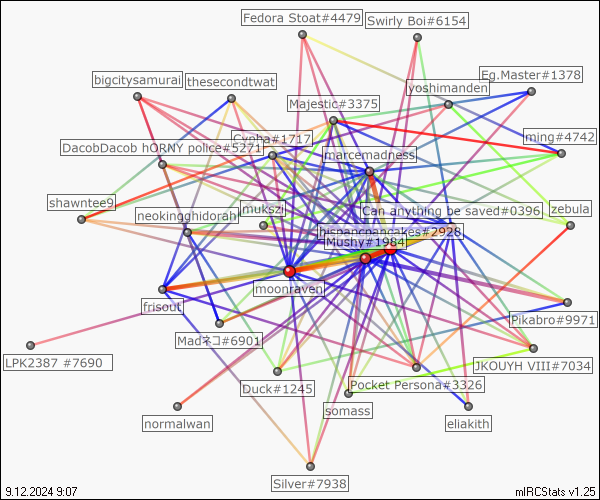 Fedora Stoat#4479
Swirly Boi#6154
Eg.Master#1378
bigcitysamurai
thesecondtwat
yoshimanden
Majestic#3375
Cypha#1717
ming#4742
DacobDacob hORNY police#5271
marcemadness
shawntee9
mukszi
neokingghidorah
Can anything be saved#0396
zebula
hispanicpancakes#2928
Mushy#1984
moonraven
frisout
Pikabro#9971
Madネコ#6901
LPK2387 #7690
JKOUYH VIII#7034
Duck#1245
Pocket Persona#3326
somass
normalwan
eliakith
Silver#7938
9.12.2024 9:07
mIRCStats v1.25